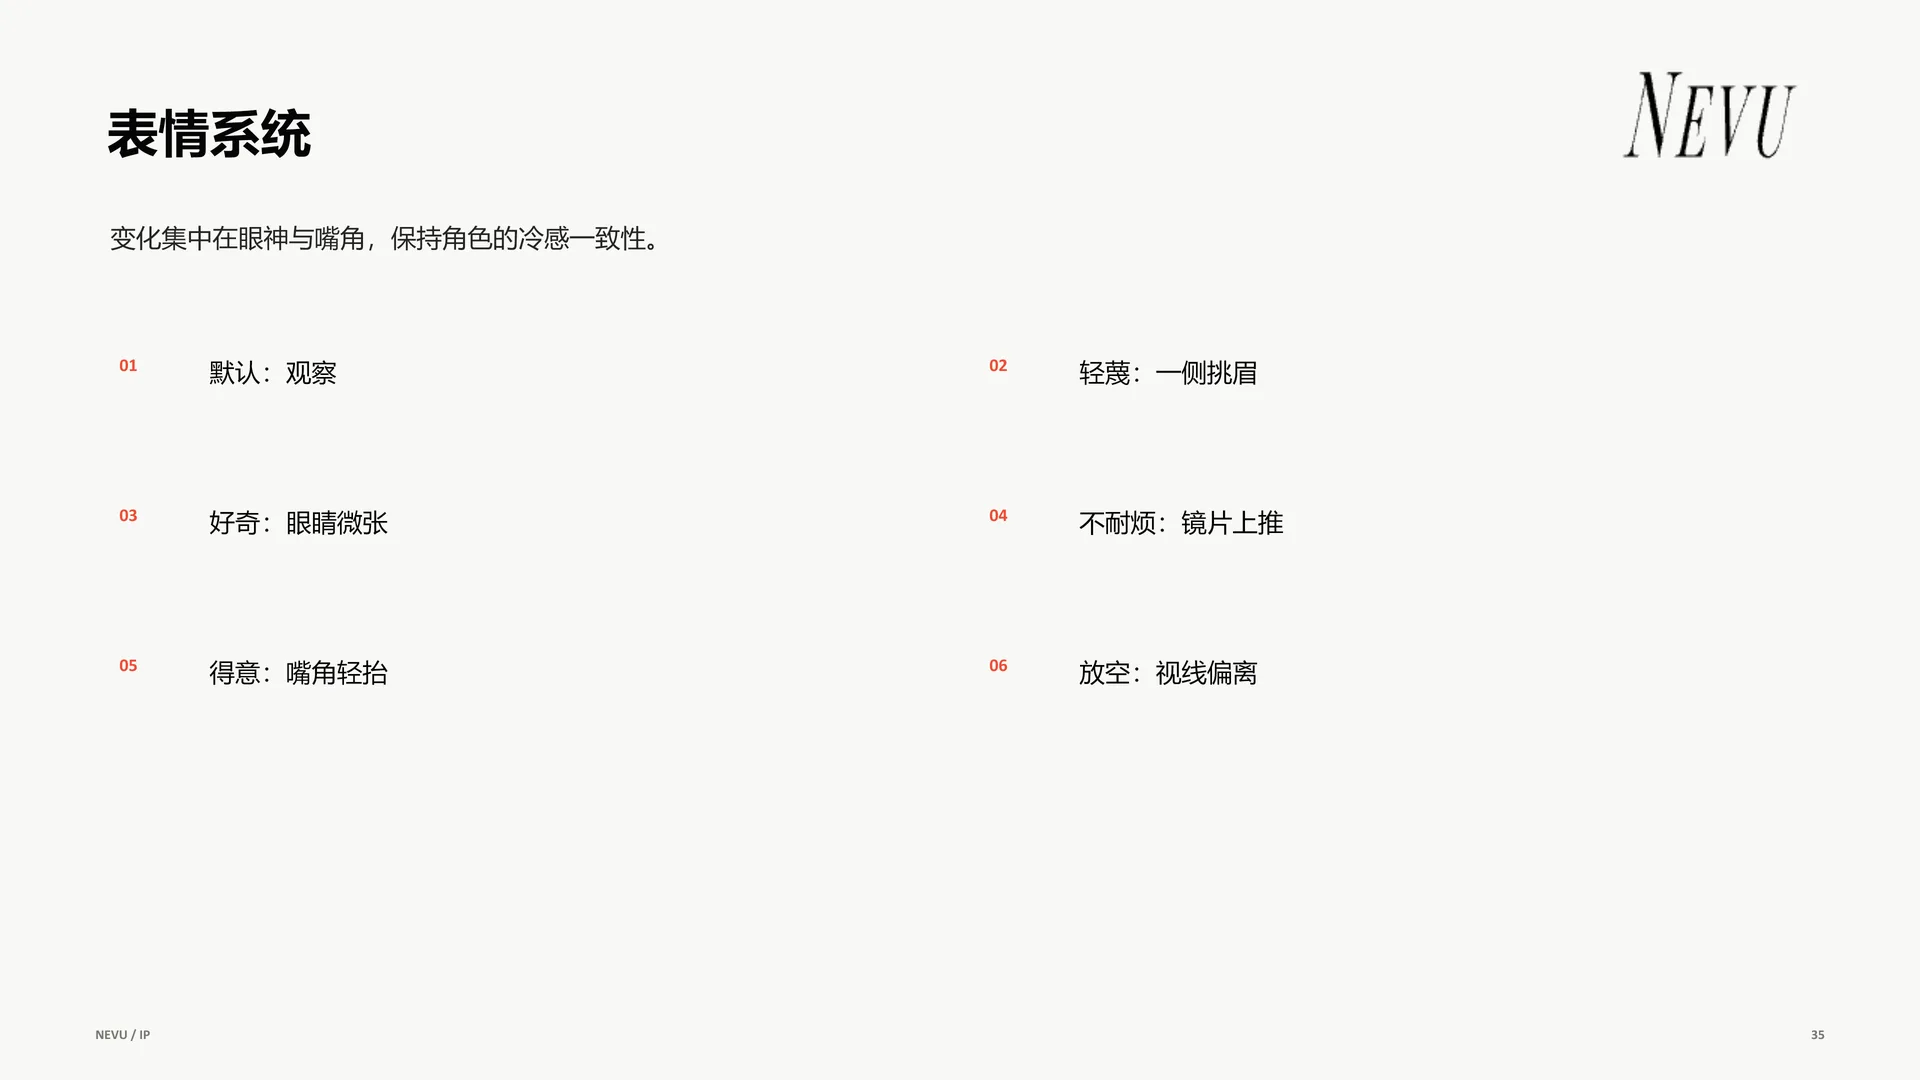 表情系统
NEVU
变化集中在眼神与嘴角，保持角色的冷感一致性。
01 默认：观察
02 轻蔑：一侧挑眉
03 好奇：眼睛微张
04 不耐烦：镜片上推
05 得意：嘴角轻抬
06 放空：视线偏离
NEVU / IP
35